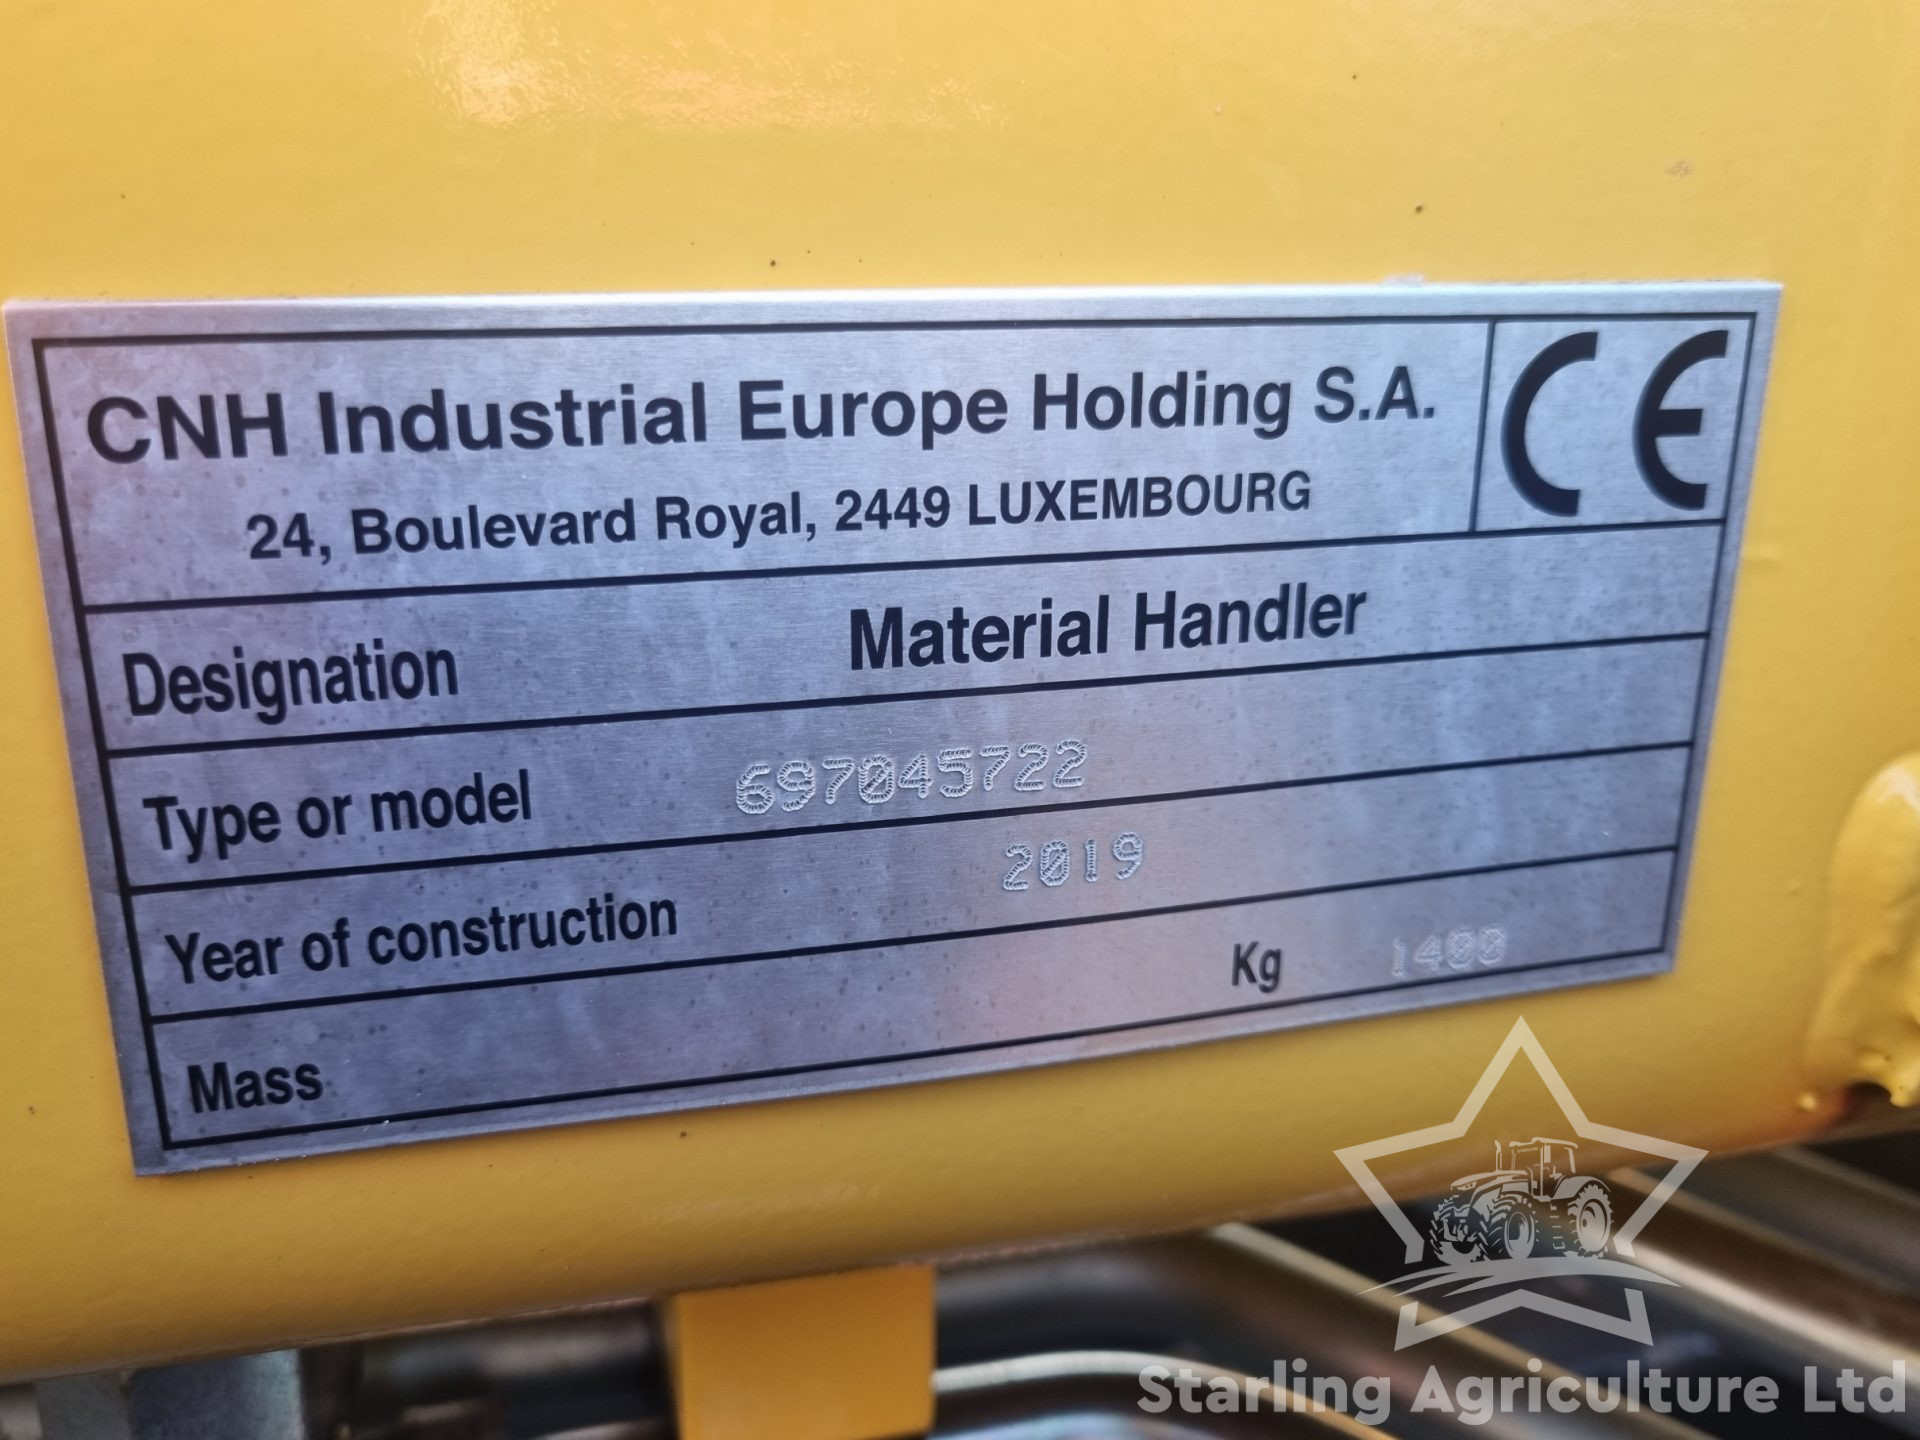 CNH Industrial Europe Holding S.A.
24, Boulevard Royal, 2449 LUXEMBOURG
CE
Designation Material Handler
Type or model 697045722
Year of construction 2019
Mass Kg 1400
Starling Agriculture Ltd